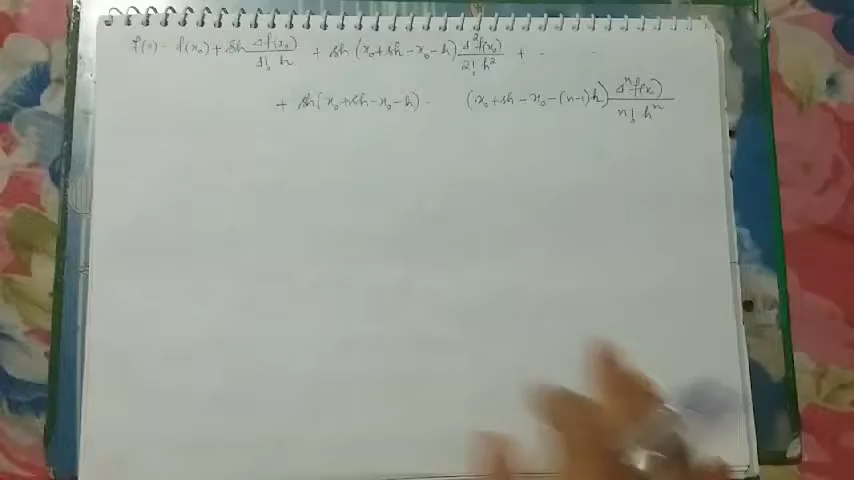 f(x) = f(x₀) + sh Δf(x₀)/1! h + sh (x₀+sh-x₀-h) Δ²f(x₀)/2! h² + - -
+ sh(x₀+sh-x₀-h) - (x₀+sh-x₀-(n-1)h) Δⁿf(x₀)/n! hⁿ